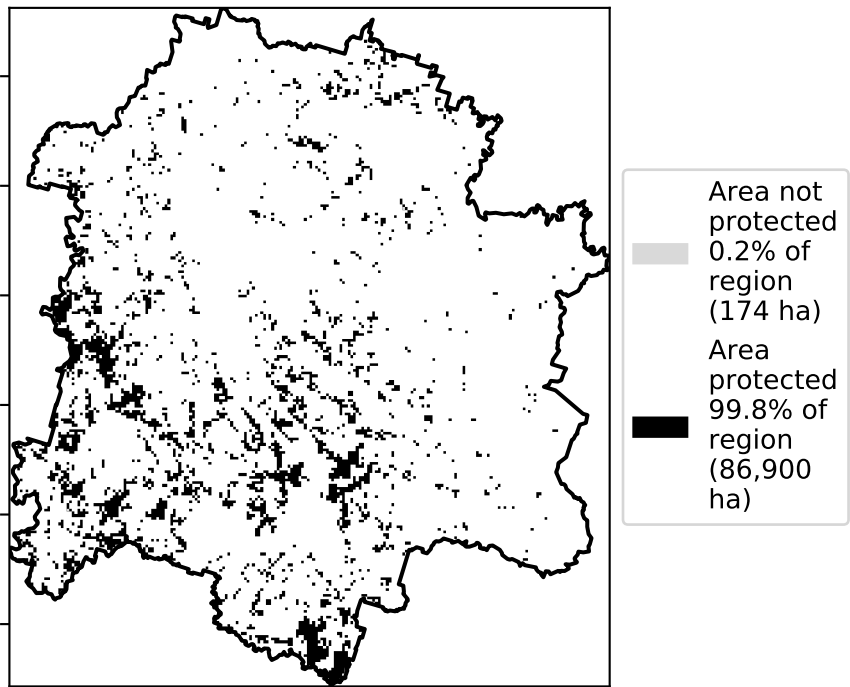 Area not
protected
0.2% of
region
(174 ha)
Area
protected
99.8% of
region
(86,900
ha)